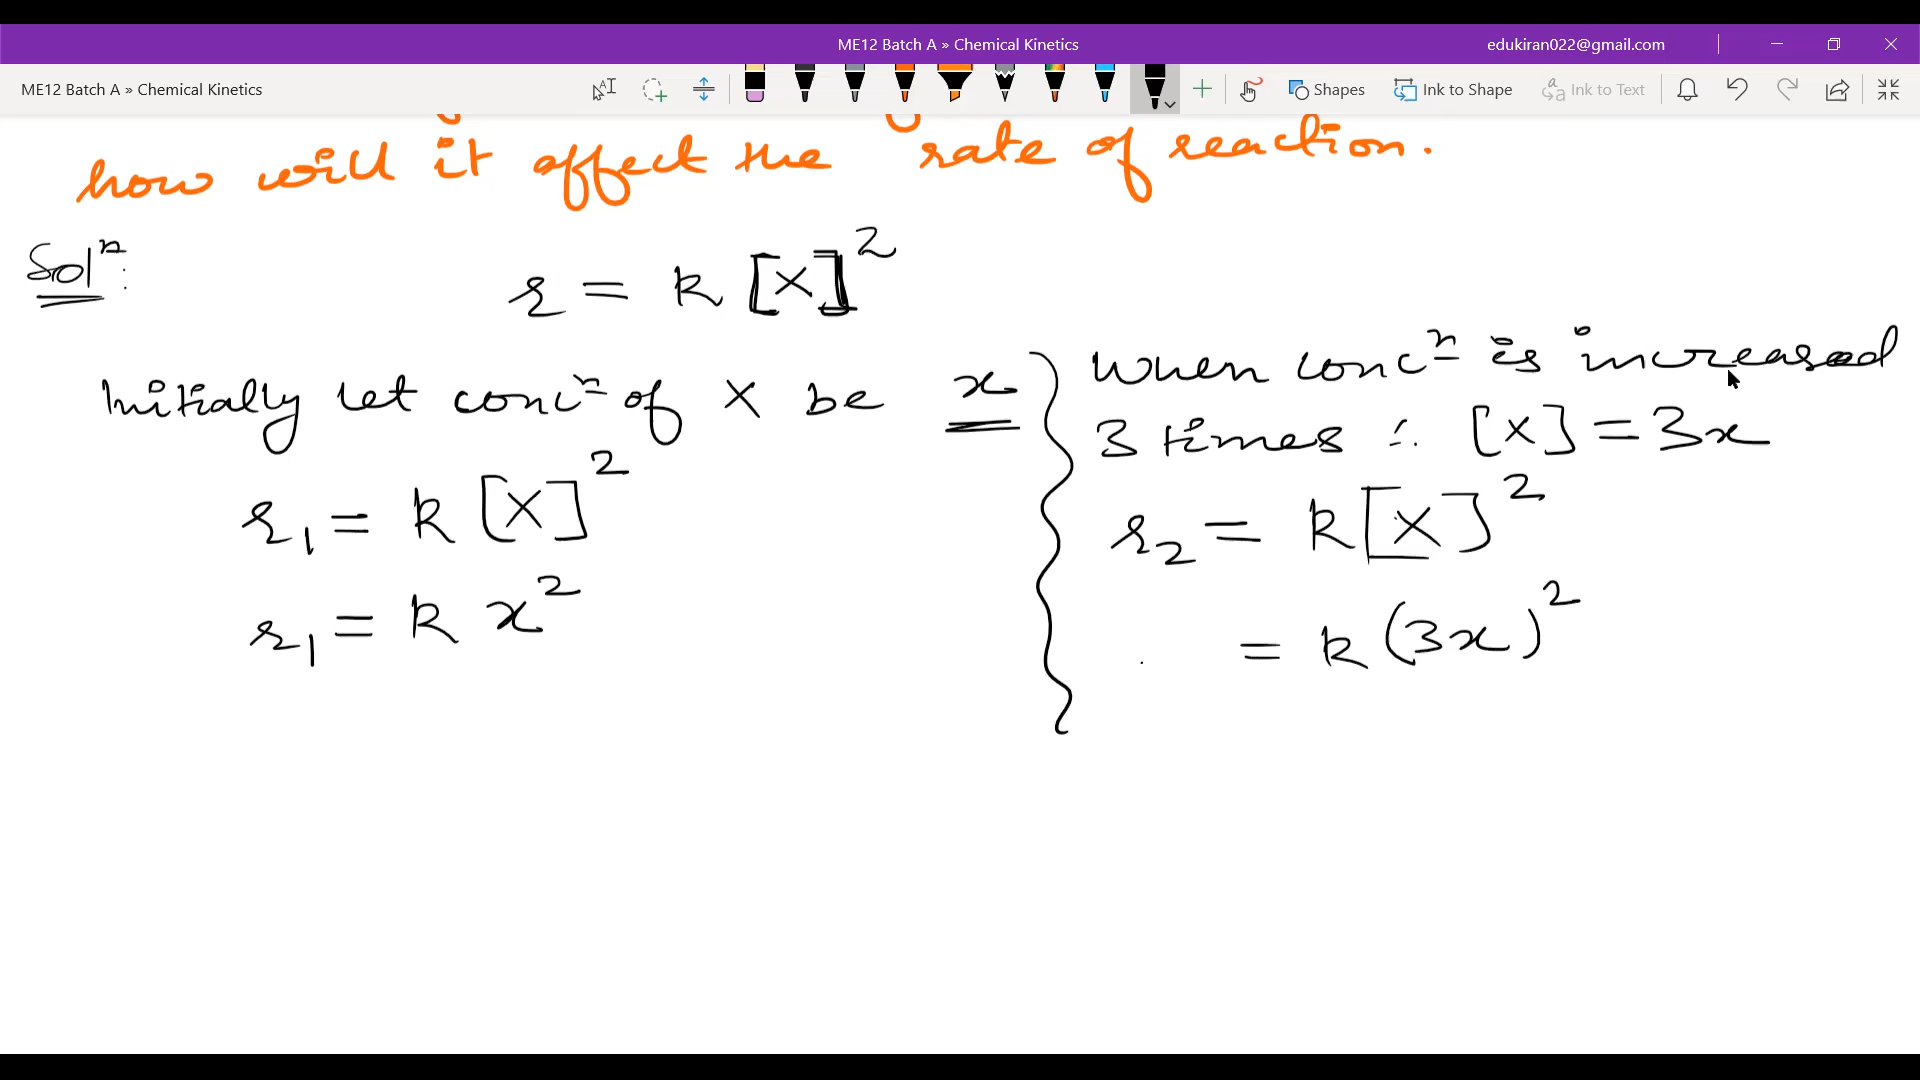 ME12 Batch A » Chemical Kinetics
edukiran022@gmail.com
ME12 Batch A » Chemical Kinetics
Shapes
Ink to Shape
Ink to Text
how will it affect the rate of reaction.
Solⁿ:
r = k [X]²
Initially let concⁿ of X be x
r₁ = k [X]²
r₁ = k x²
When concⁿ is increased
3 times ∴ [X] = 3x
r₂ = k[X]²
= k (3x)²